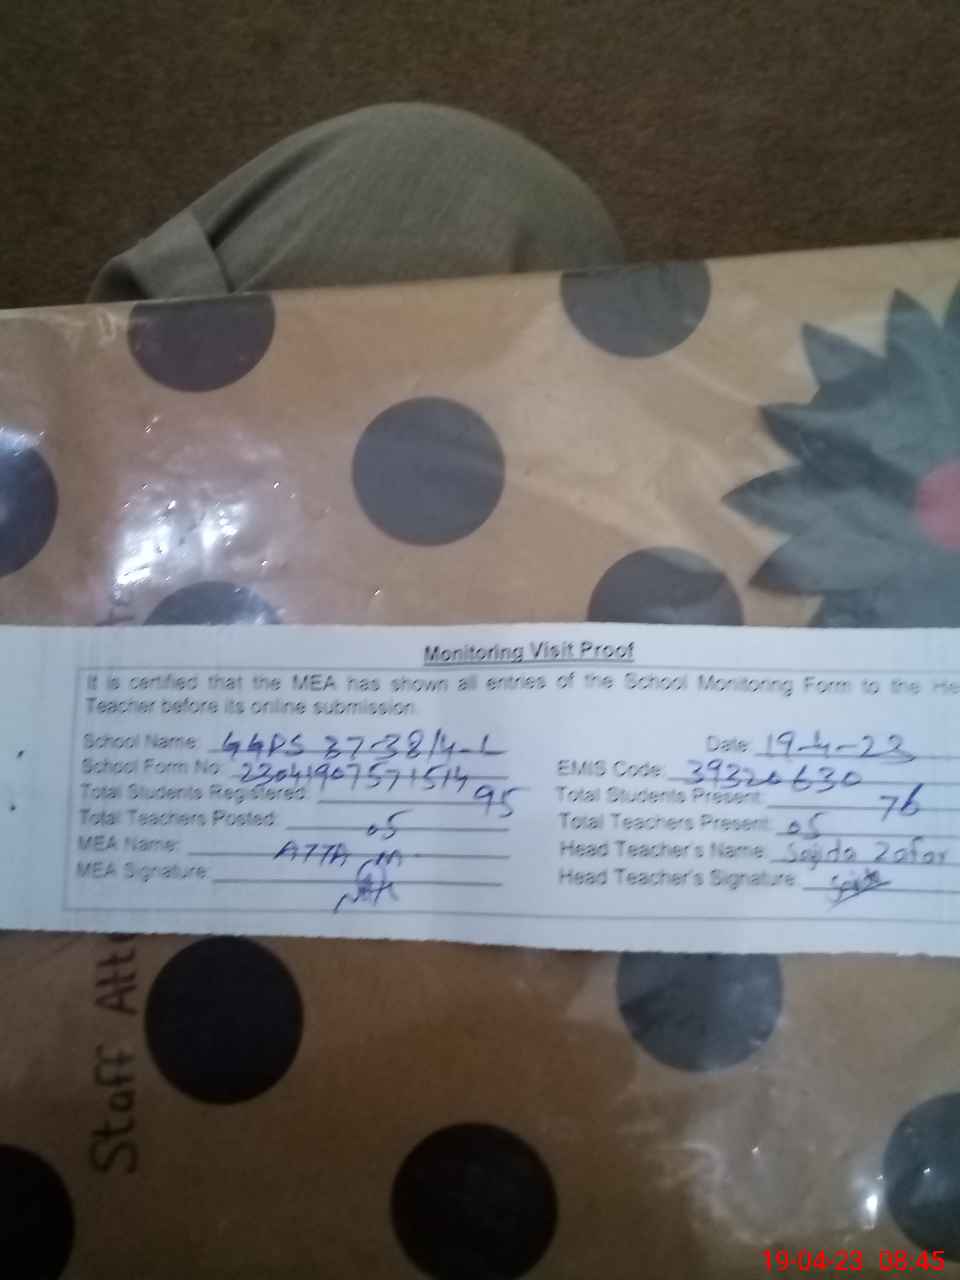 Monitoring Visit Proof
It is certified that the MEA has shown all entries of the School Monitoring Form to the He
Teacher before its online submission.
School Name: GGPS 37-38/4-L Date: 19-4-23
School Form No: 23041907571514 EMIS Code: 39320630
Total Students Registered: 95 Total Students Present: 76
Total Teachers Posted: 05 Total Teachers Present: 05
MEA Name: ATTA M Head Teacher's Name: Sajida Zafar
MEA Signature: Head Teacher's Signature:
Staff Atte
19-04-23 08:45